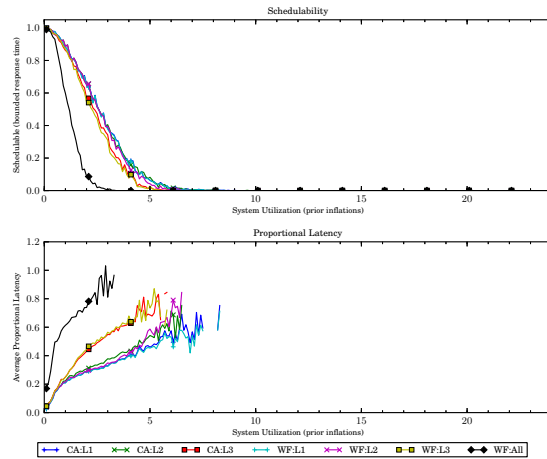 Schedulability
Schedulable (bounded response time)
1.0
0.8
0.6
0.4
0.2
0.0
0 5 10 15 20
System Utilization (prior inflations)
Proportional Latency
Average Proportional Latency
1.2
1.0
0.8
0.6
0.4
0.2
0.0
0 5 10 15 20
System Utilization (prior inflations)
CA:L1 CA:L2 CA:L3 WF:L1 WF:L2 WF:L3 WF:All